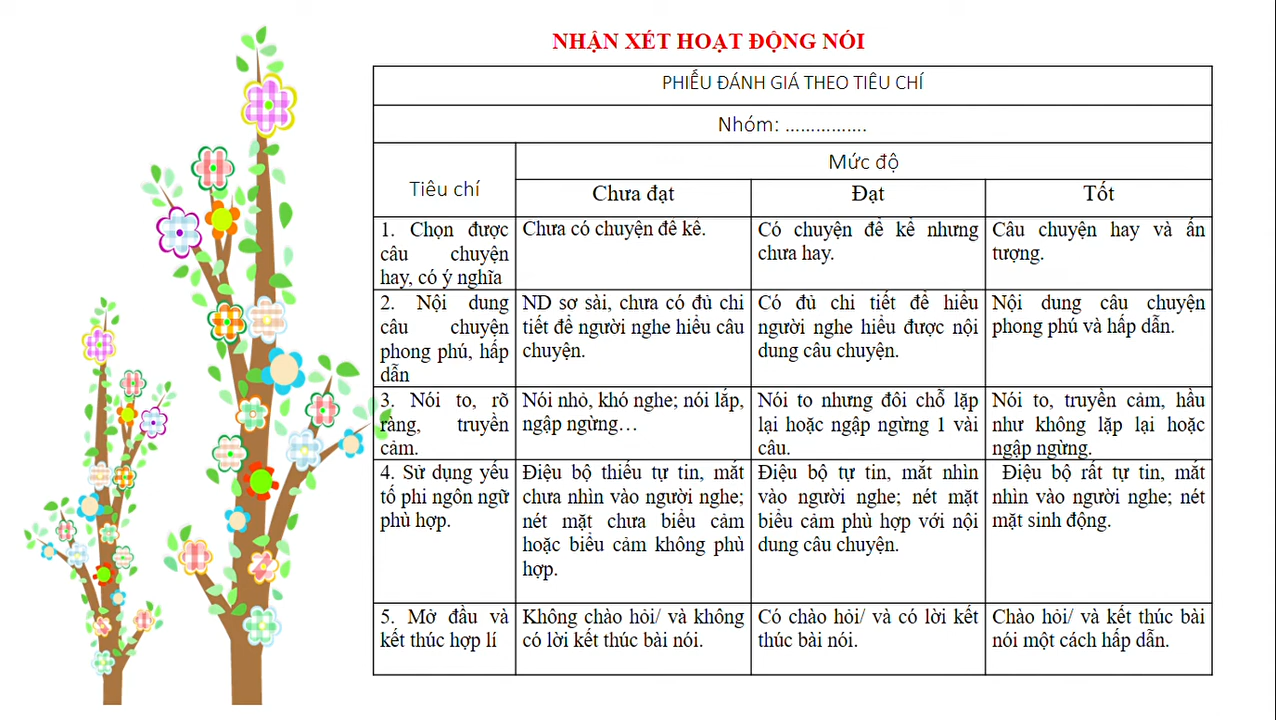 NHẬN XÉT HOẠT ĐỘNG NÓI
PHIẾU ĐÁNH GIÁ THEO TIÊU CHÍ
Nhóm: …………….
Tiêu chí
Mức độ
Chưa đạt
Đạt
Tốt
1. Chọn được
câu chuyện
hay, có ý nghĩa
Chưa có chuyện để kể.
Có chuyện để kể nhưng
chưa hay.
Câu chuyện hay và ấn
tượng.
2. Nội dung
câu chuyện
phong phú, hấp
dẫn
ND sơ sài, chưa có đủ chi
tiết để người nghe hiểu câu
chuyện.
Có đủ chi tiết để hiểu
người nghe hiểu được nội
dung câu chuyện.
Nội dung câu chuyện
phong phú và hấp dẫn.
3. Nói to, rõ
ràng, truyền
cảm.
Nói nhỏ, khó nghe; nói lắp,
ngập ngừng…
Nói to nhưng đôi chỗ lặp
lại hoặc ngập ngừng 1 vài
câu.
Nói to, truyền cảm, hầu
như không lặp lại hoặc
ngập ngừng.
4. Sử dụng yếu
tố phi ngôn ngữ
phù hợp.
Điệu bộ thiếu tự tin, mắt
chưa nhìn vào người nghe;
nét mặt chưa biểu cảm
hoặc biểu cảm không phù
hợp.
Điệu bộ tự tin, mắt nhìn
vào người nghe; nét mặt
biểu cảm phù hợp với nội
dung câu chuyện.
Điệu bộ rất tự tin, mắt
nhìn vào người nghe; nét
mặt sinh động.
5. Mở đầu và
kết thúc hợp lí
Không chào hỏi/ và không
có lời kết thúc bài nói.
Có chào hỏi/ và có lời kết
thúc bài nói.
Chào hỏi/ và kết thúc bài
nói một cách hấp dẫn.